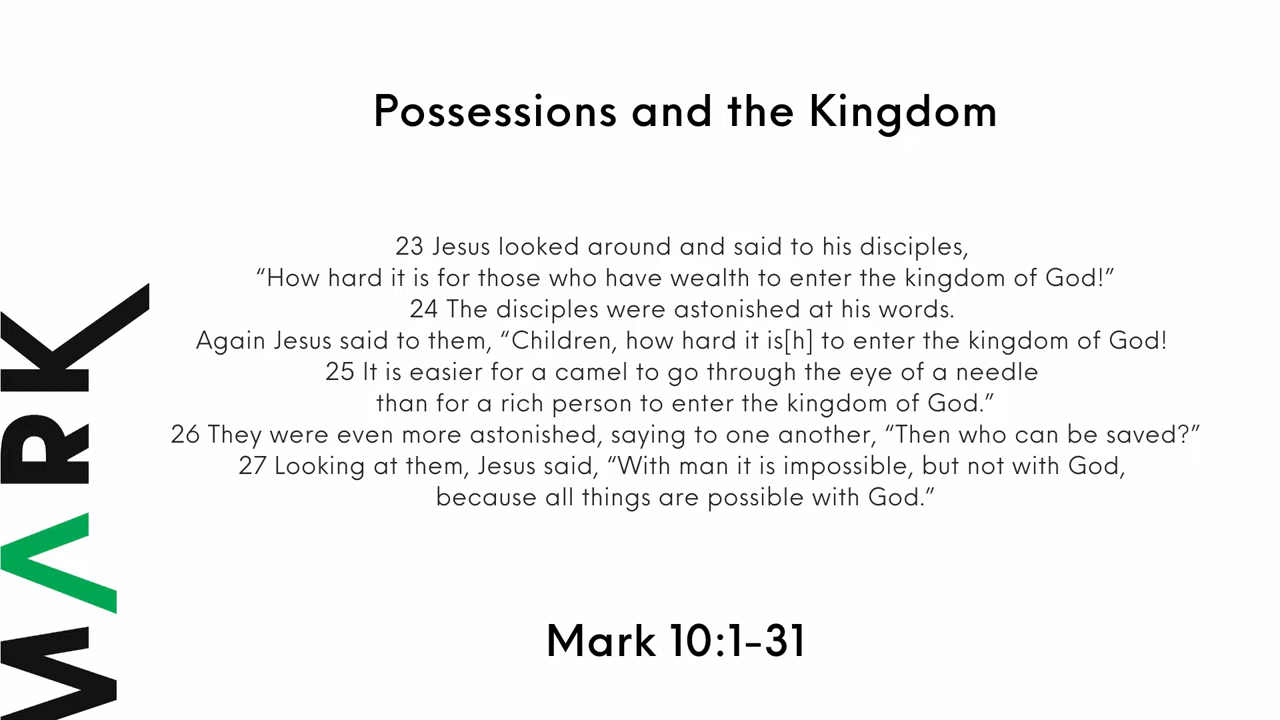 Possessions and the Kingdom
23 Jesus looked around and said to his disciples,
“How hard it is for those who have wealth to enter the kingdom of God!”
24 The disciples were astonished at his words.
Again Jesus said to them, “Children, how hard it is[h] to enter the kingdom of God!
25 It is easier for a camel to go through the eye of a needle
than for a rich person to enter the kingdom of God.”
26 They were even more astonished, saying to one another, “Then who can be saved?”
27 Looking at them, Jesus said, “With man it is impossible, but not with God,
because all things are possible with God.”
Mark 10:1-31
MARK